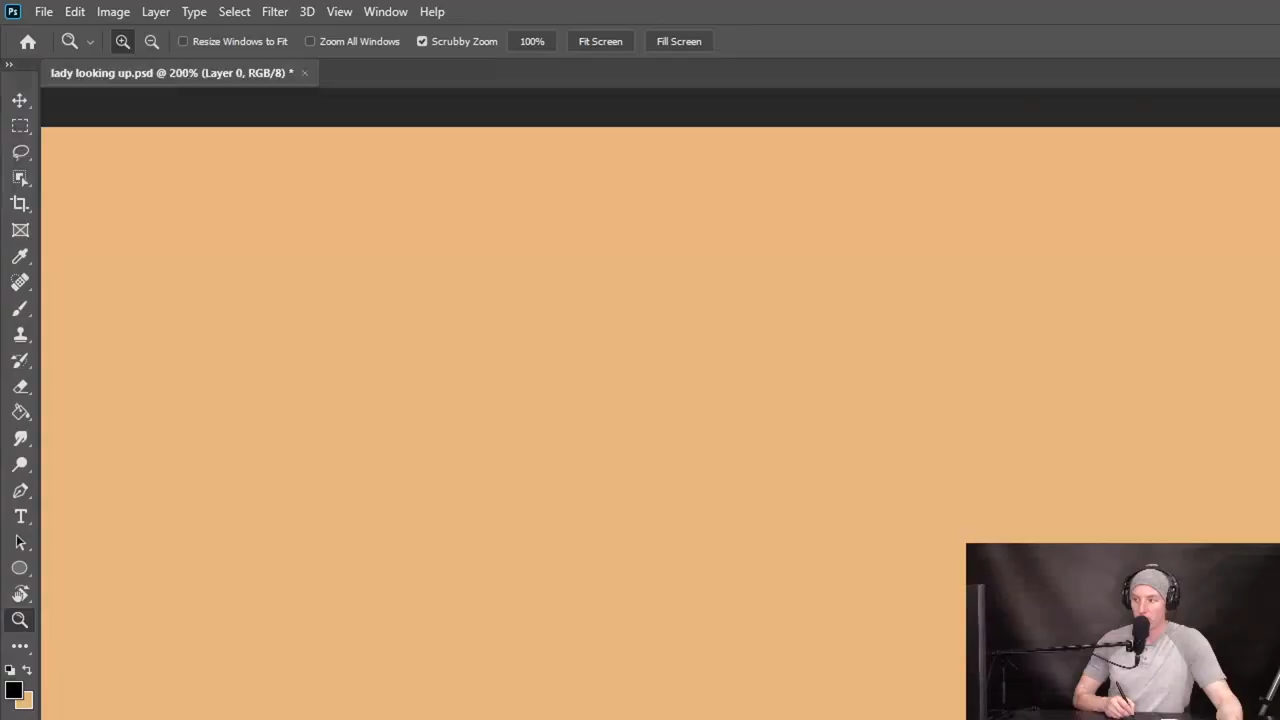 Ps File Edit Image Layer Type Select Filter 3D View Window Help
Resize Windows to Fit Zoom All Windows Scrubby Zoom 100% Fit Screen Fill Screen
lady looking up.psd @ 200% (Layer 0, RGB/8) * ×
T